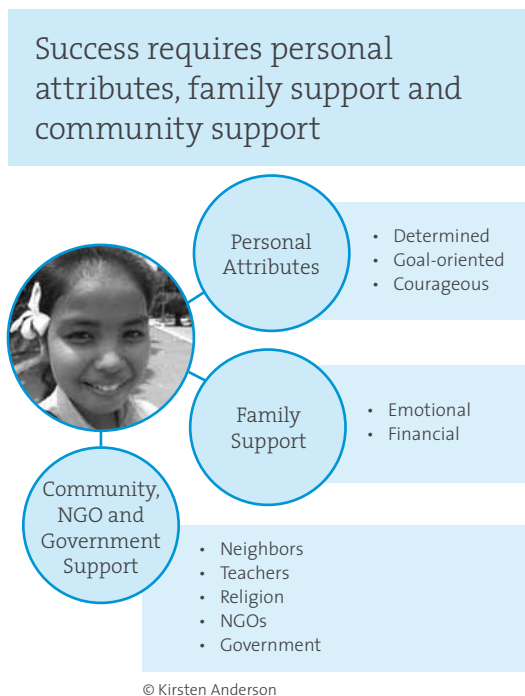 Success requires personal
attributes, family support and
community support
Personal
Attributes
• Determined
• Goal-oriented
• Courageous
Family
Support
• Emotional
• Financial
Community,
NGO and
Government
Support
• Neighbors
• Teachers
• Religion
• NGOs
• Government
© Kirsten Anderson